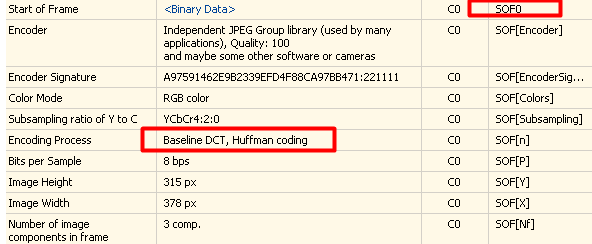 Start of Frame <Binary Data> C0 SOF0
Encoder Independent JPEG Group library (used by many C0 SOF[Encoder]
applications), Quality: 100
and maybe some other software or cameras
Encoder Signature A97591462E9B2339EFD4F88CA97BB471:221111 C0 SOF[EncoderSig...
Color Mode RGB color C0 SOF[Colors]
Subsampling ratio of Y to C YCbCr4:2:0 C0 SOF[Subsampling]
Encoding Process Baseline DCT, Huffman coding C0 SOF[n]
Bits per Sample 8 bps C0 SOF[P]
Image Height 315 px C0 SOF[Y]
Image Width 378 px C0 SOF[X]
Number of image 3 comp. C0 SOF[Nf]
components in frame